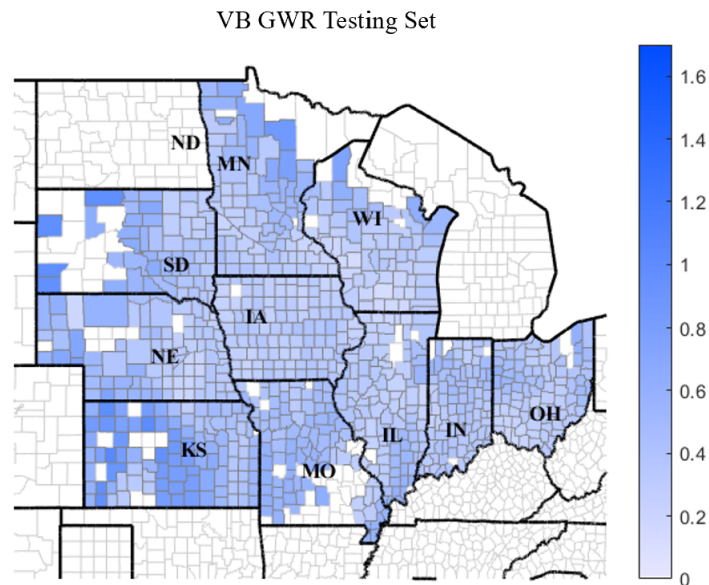 VB GWR Testing Set
ND
MN
WI
SD
IA
NE
IL
IN
OH
KS
MO
1.6
1.4
1.2
1
0.8
0.6
0.4
0.2
0